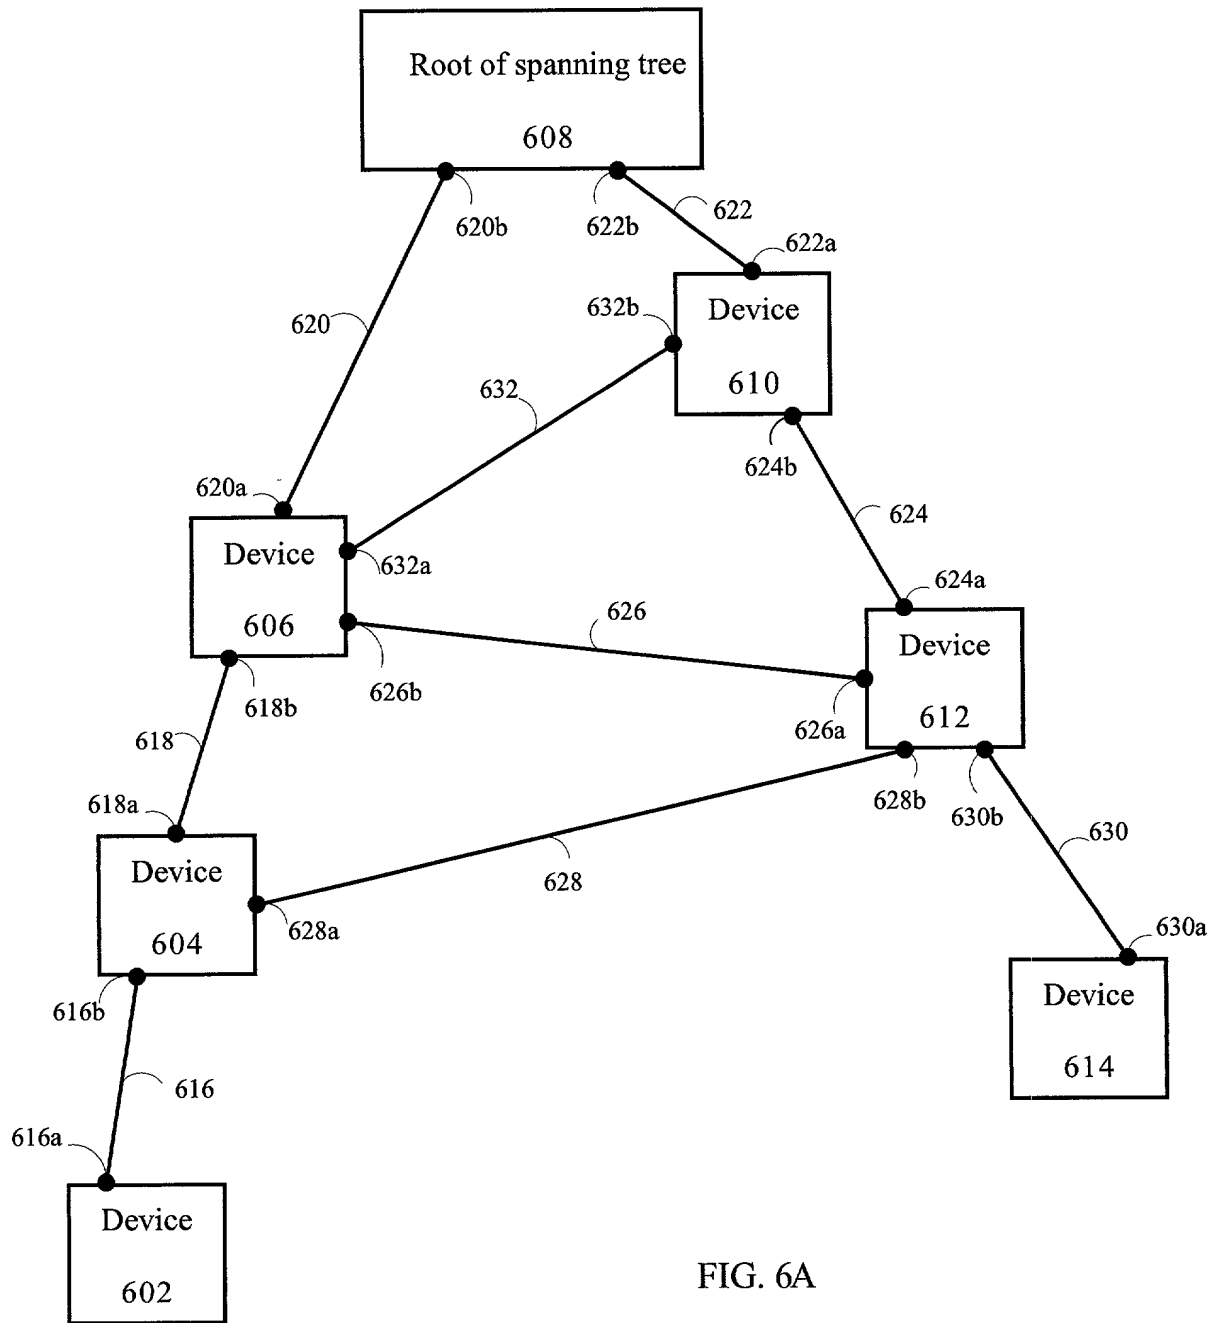 Root of spanning tree
608
620b
622b
622
622a
632b
Device
610
620
632
624b
620a
624
Device
632a
624a
606
626
Device
626b
618b
612
626a
618
628b
630b
618a
630
Device
628
628a
604
630a
616b
Device
616
614
616a
Device
602
FIG. 6A